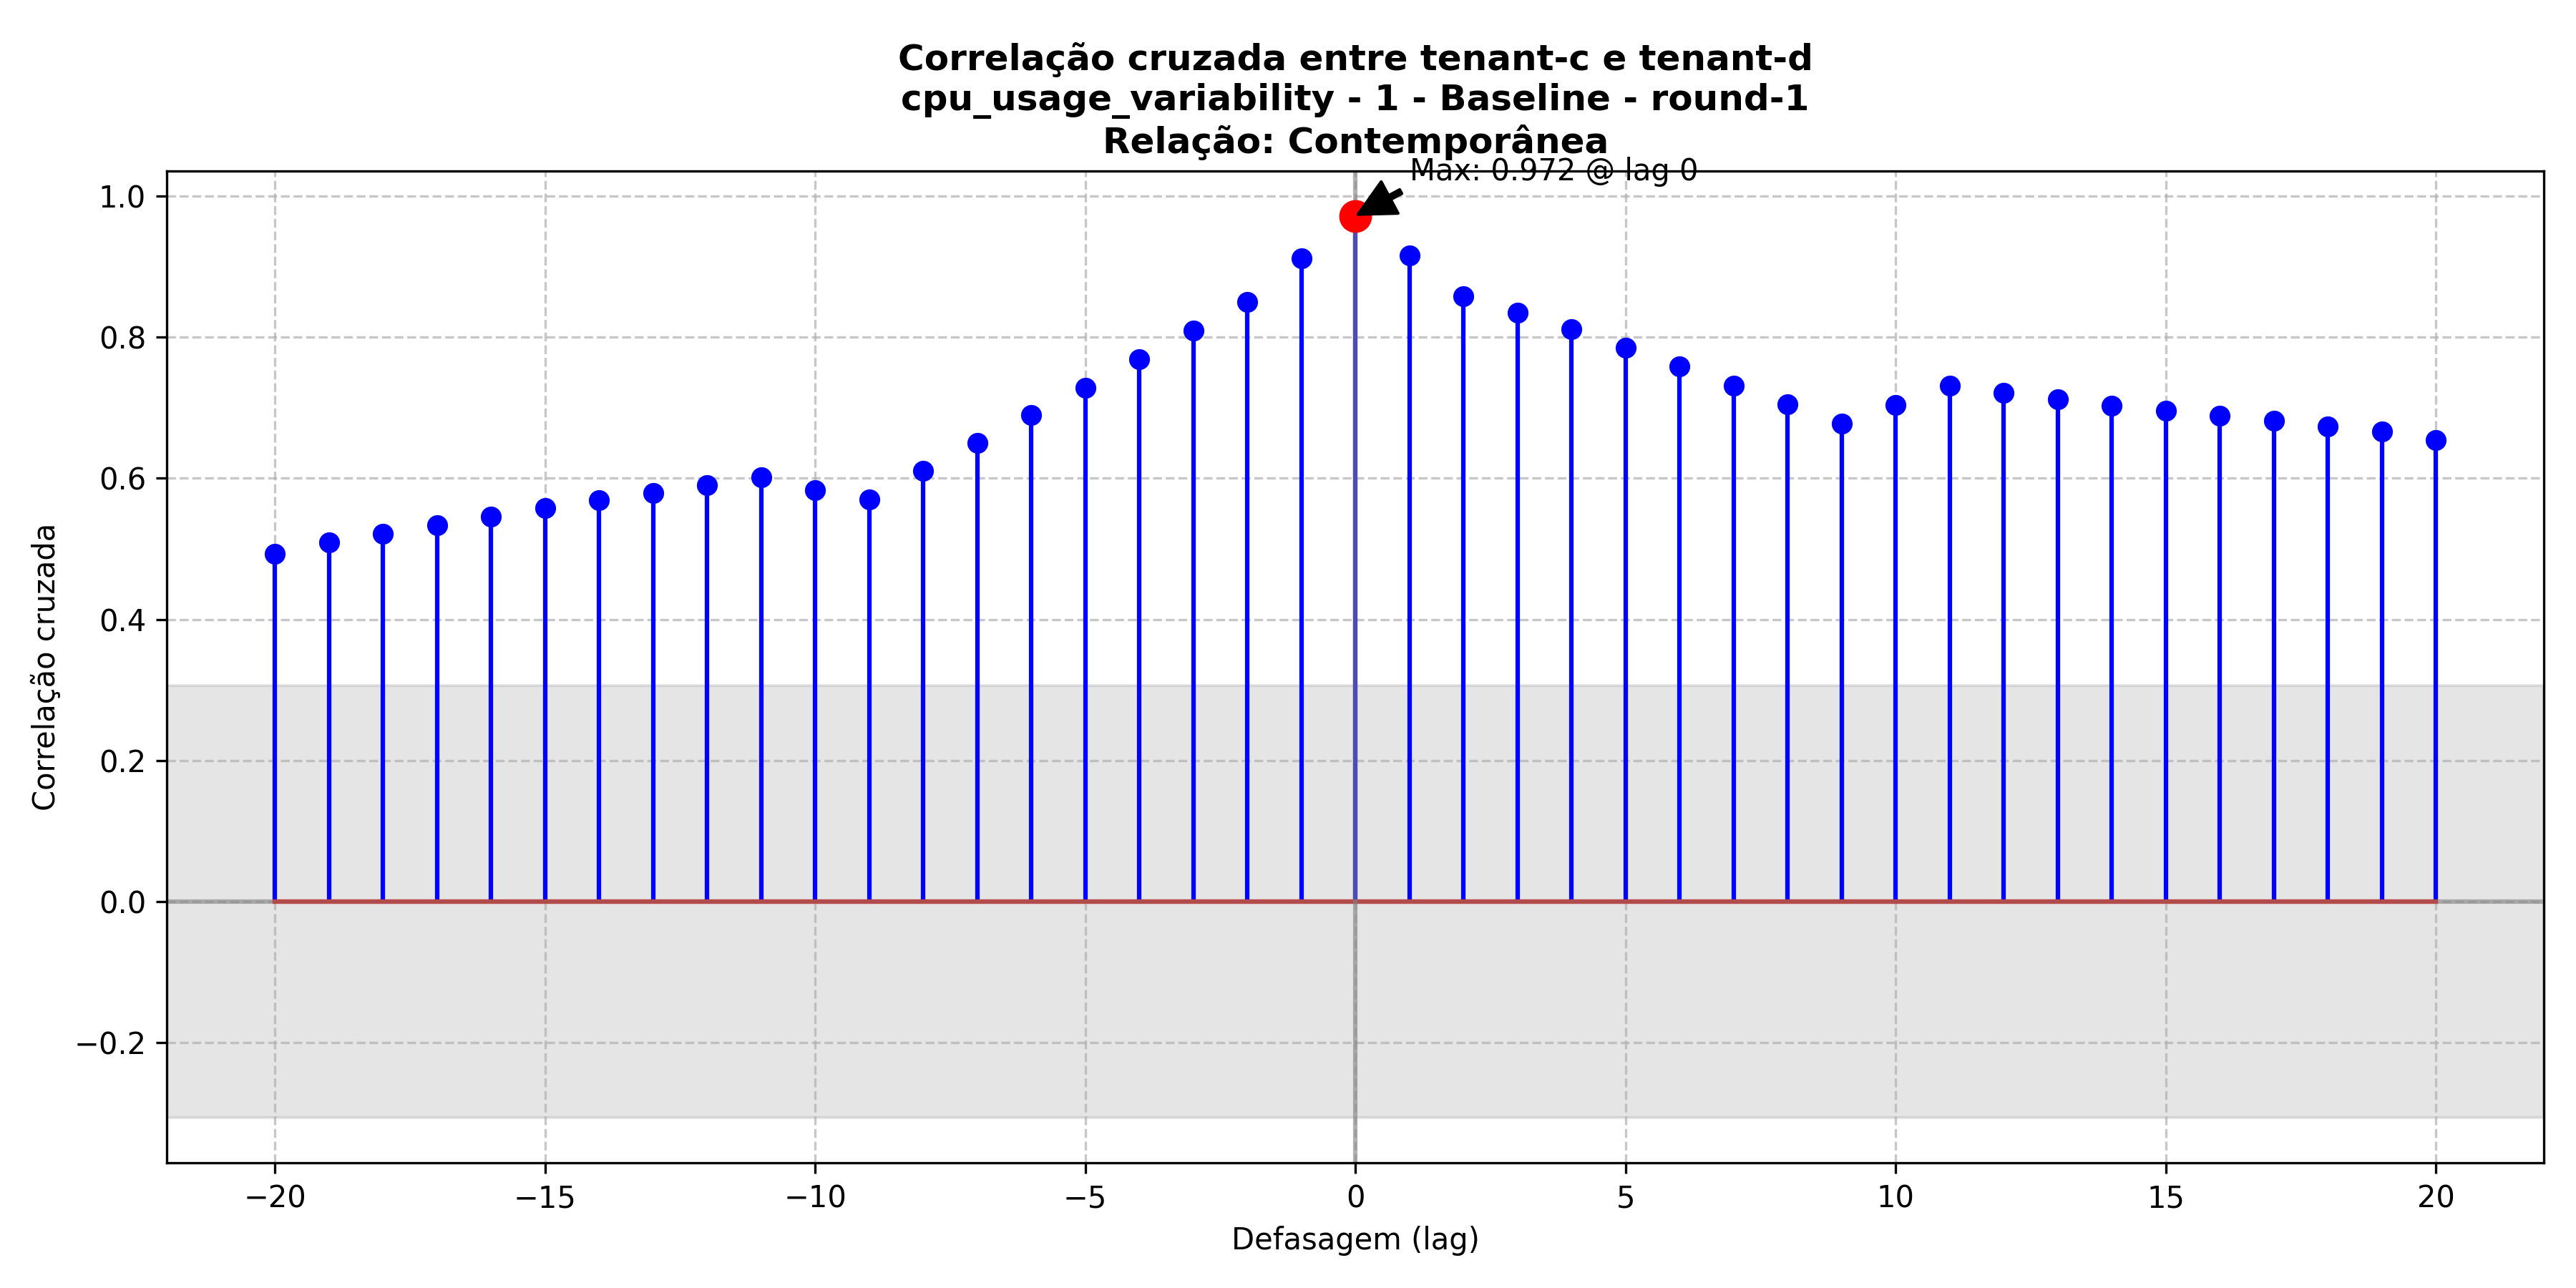 Correlação cruzada entre tenant-c e tenant-d
cpu_usage_variability - 1 - Baseline - round-1
Relação: Contemporânea
Max: 0.972 @ lag 0
Correlação cruzada
1.0
0.8
0.6
0.4
0.2
0.0
−0.2
−20
−15
−10
−5
0
5
10
15
20
Defasagem (lag)